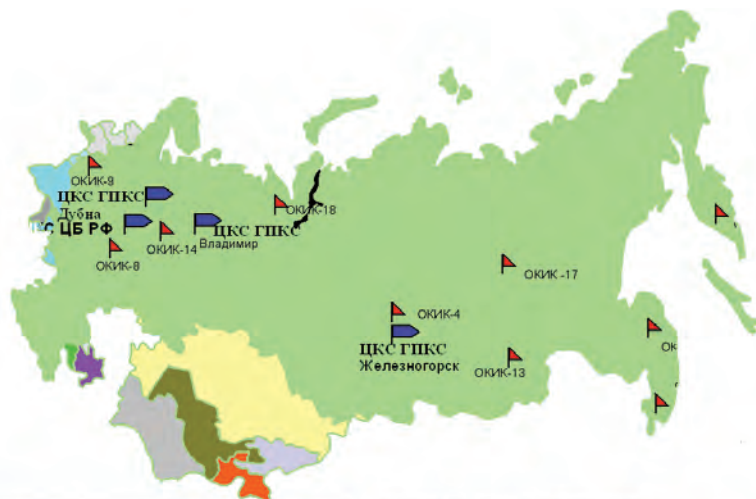 ОКИК-9
ЦКС ГПКС
Дубна
ЦБ РФ
ОКИК-8
ОКИК-14
ЦКС ГПКС
Владимир
ОКИК-18
ОКИК -17
ОКИК-4
ЦКС ГПКС
Железногорск
ОКИК-13